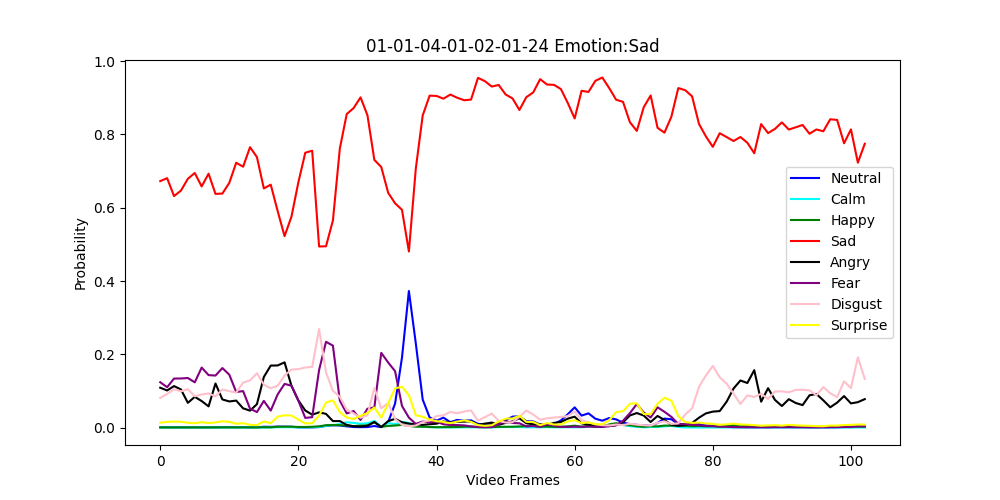 01-01-04-01-02-01-24 Emotion:Sad
1.0
0.8
0.6
0.4
0.2
0.0
Probability
0 20 40 60 80 100
Video Frames
Neutral
Calm
Happy
Sad
Angry
Fear
Disgust
Surprise